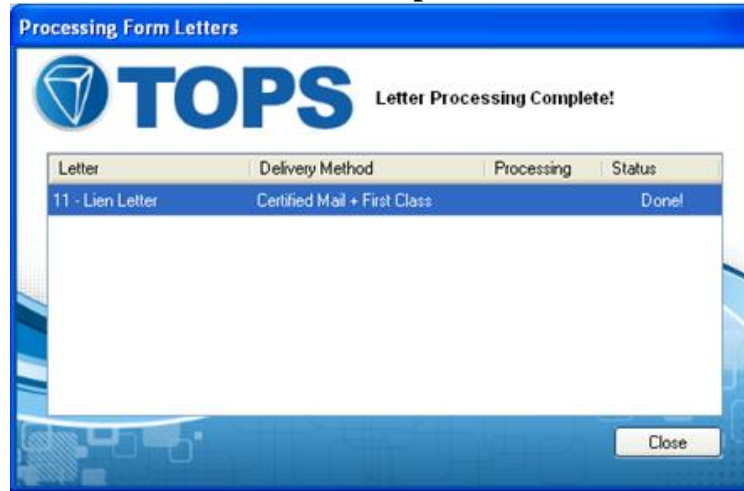 Processing Form Letters
TOPS
Letter Processing Complete!
Letter Delivery Method Processing Status
11 - Lien Letter Certified Mail + First Class Done!
Close